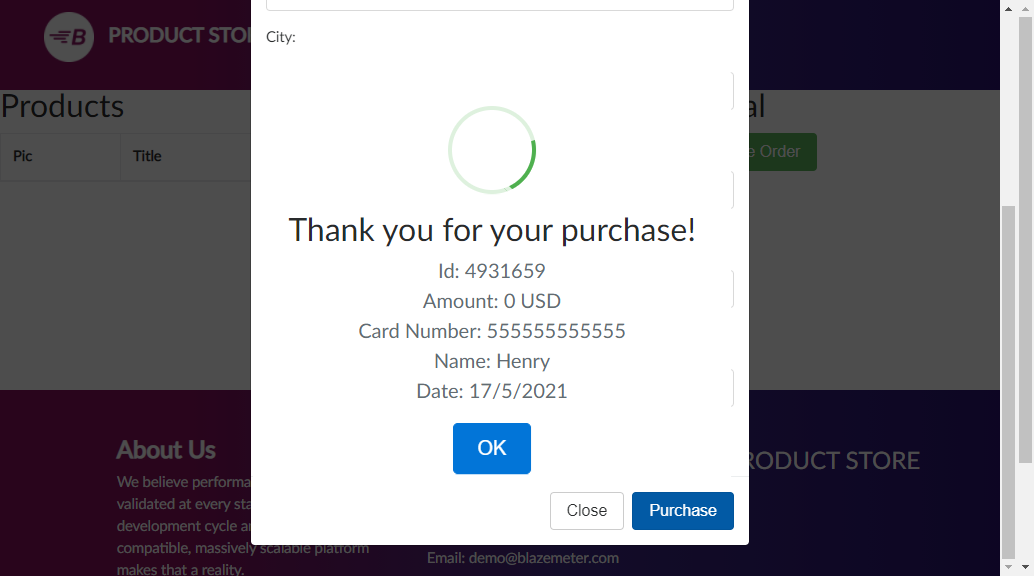 B PRODUCT STO
City:
Products
al
Pic
Title
e Order
Thank you for your purchase!
Id: 4931659
Amount: 0 USD
Card Number: 555555555555
Name: Henry
Date: 17/5/2021
OK
Close
Purchase
About Us
We believe performa
validated at every sta
development cycle a
compatible, massively scalable platform
makes that a reality.
Email: demo@blazemeter.com
RODUCT STORE